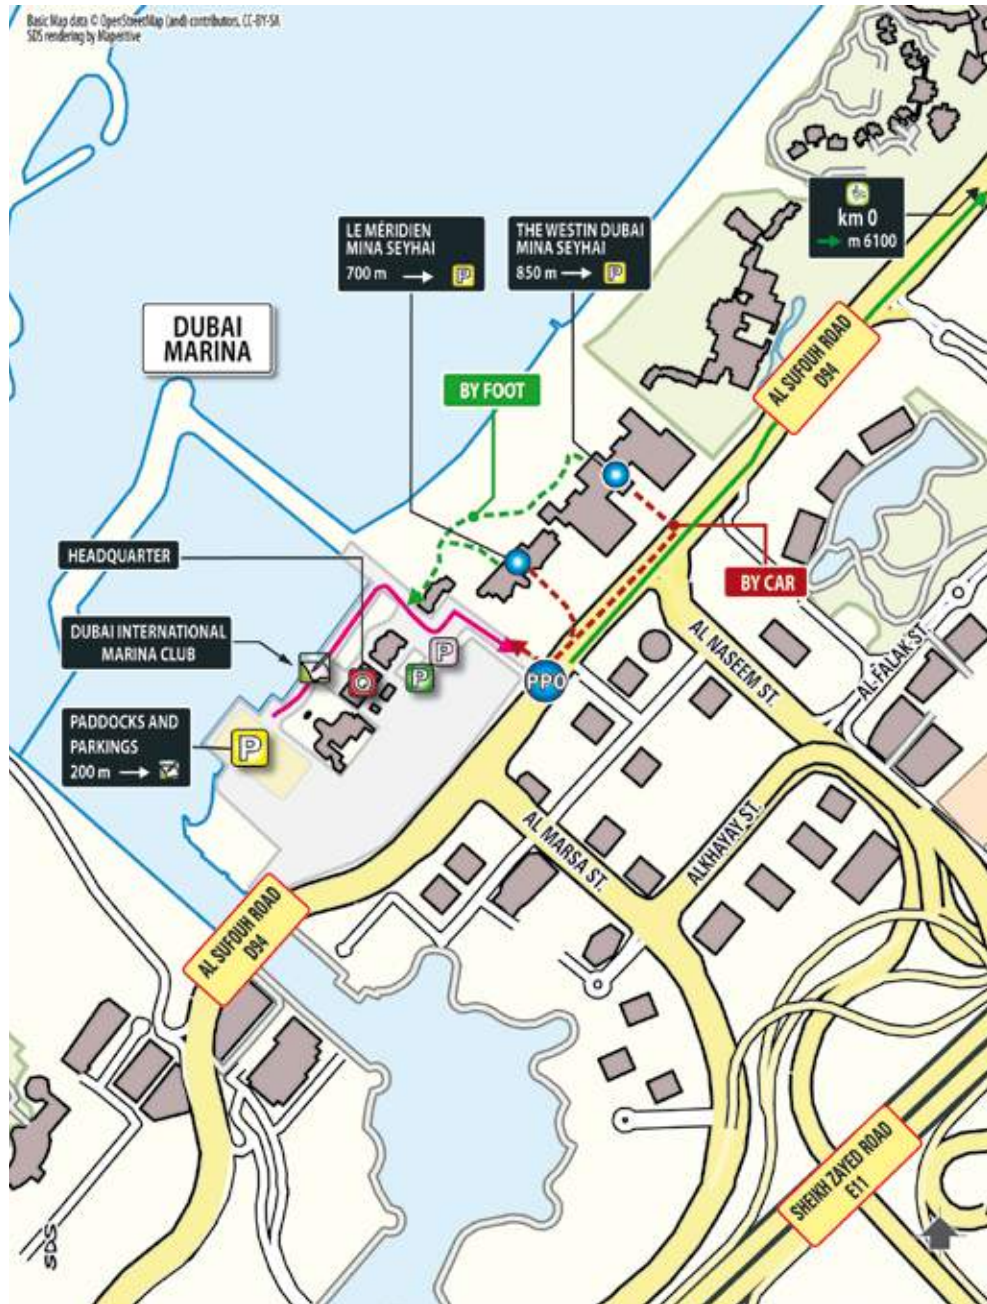 Basic Map data © OpenStreetMap (and) contributors, CC-BY-SA
SDS rendering by Maperitive
km 0
m 6100
LE MÉRIDIEN
MINA SEYHAI
700 m
P
THE WESTIN DUBAI
MINA SEYHAI
850 m
P
DUBAI
MARINA
AL SUFOUH ROAD
D94
BY FOOT
HEADQUARTER
BY CAR
DUBAI INTERNATIONAL
MARINA CLUB
P
P
PPO
AL NASEEM ST.
AL-FALAK ST.
PADDOCKS AND
PARKINGS
200 m
P
AL MARSA ST.
ALKHAYAY ST.
AL SUFOUH ROAD
D94
SHEIKH ZAYED ROAD
E11
SDS